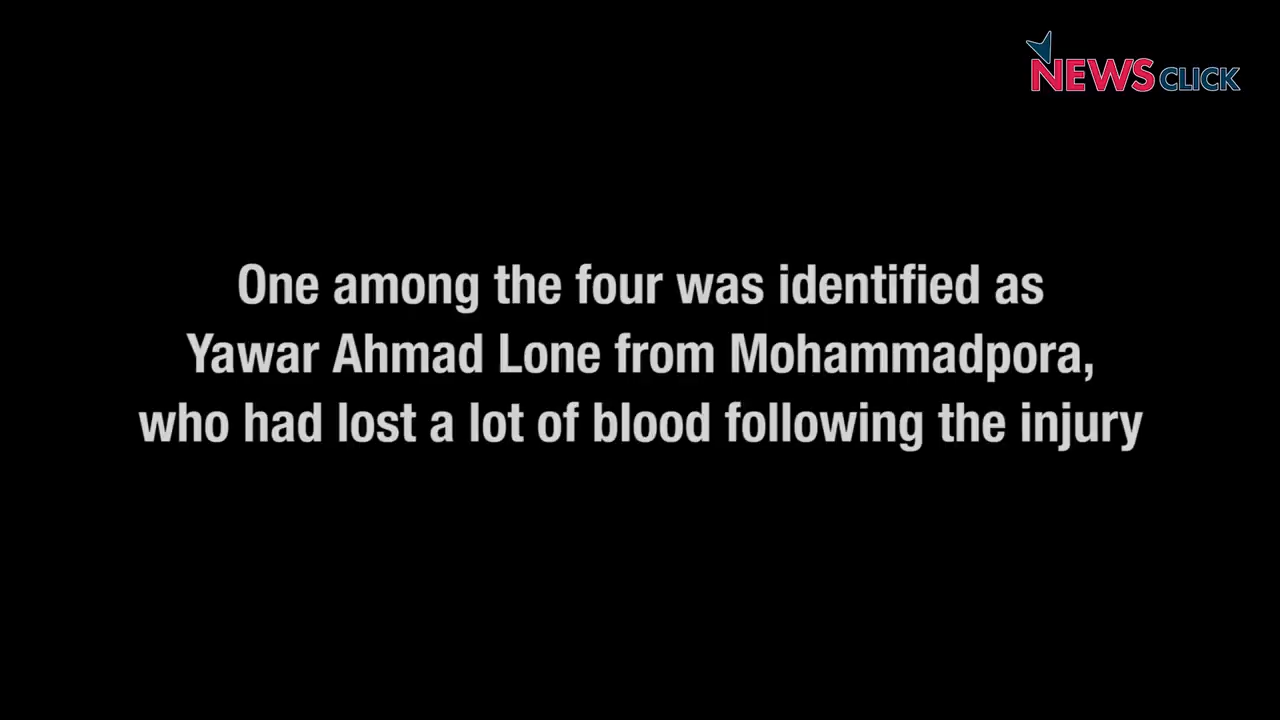 NEWSCLICK
One among the four was identified as
Yawar Ahmad Lone from Mohammadpora,
who had lost a lot of blood following the injury